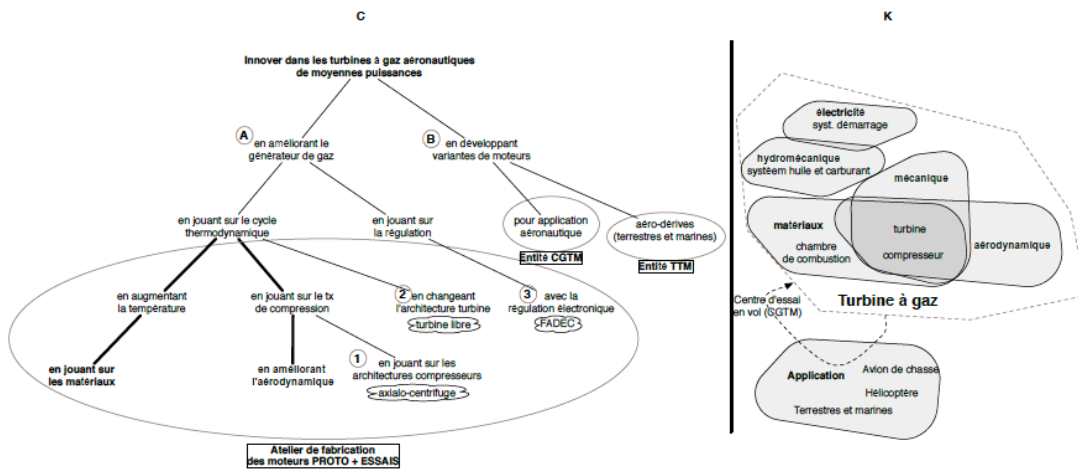 C
K
Innover dans les turbines à gaz aéronautiques
de moyennes puissances
A
en améliorant le
générateur de gaz
B
en développant
variantes de moteurs
en jouant sur le cycle
thermodynamique
en jouant sur
la régulation
pour application
aéronautique
Entité CGTM
aéro-dérives
(terrestres et marines)
Entité TTM
en augmentant
la température
en jouant sur le tx
de compression
2
en changeant
l'architecture turbine
turbine libre
3
avec la
régulation électronique
FADEC
en jouant sur
les matériaux
en améliorant
l'aérodynamique
1
en jouant sur les
architectures compresseurs
axialo-centrifuge
Atelier de fabrication
des moteurs PROTO + ESSAIS
électricité
syst. démarrage
hydromécanique
systèem huile et carburant
mécanique
matériaux
chambre
de combustion
turbine
compresseur
aérodynamique
Centre d'essai
en vol (CGTM)
Turbine à gaz
Application
Avion de chasse
Hélicoptère
Terrestres et marines